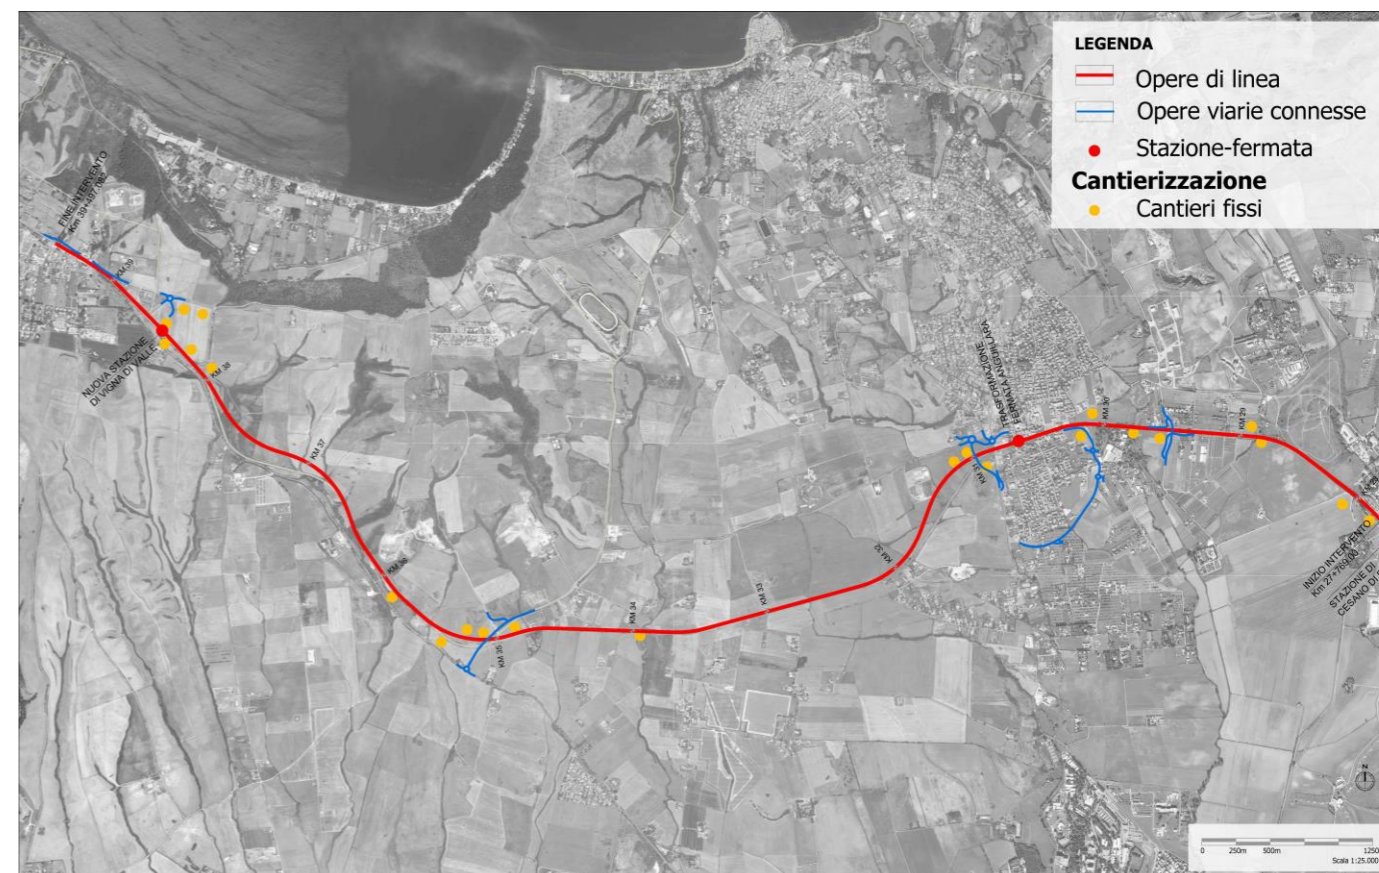 LEGENDA
Opere di linea
Opere viarie connesse
Stazione-fermata
Cantierizzazione
Cantieri fissi
FINE INTERVENTO
KM 39
NUOVA STAZIONE
DI VIGNA DI VALLE
KM 38
KM 37
KM 36
KM 35
KM 34
KM 33
KM 32
KM 31
TRASFORMAZIONE
FERMATA ANGUILLARA
KM 30
KM 29
KM 28
INIZIO INTERVENTO
Km 27+769,00
STAZIONE DI
CESANO DI
N
0 250m 500m 1250
Scala 1:25.000